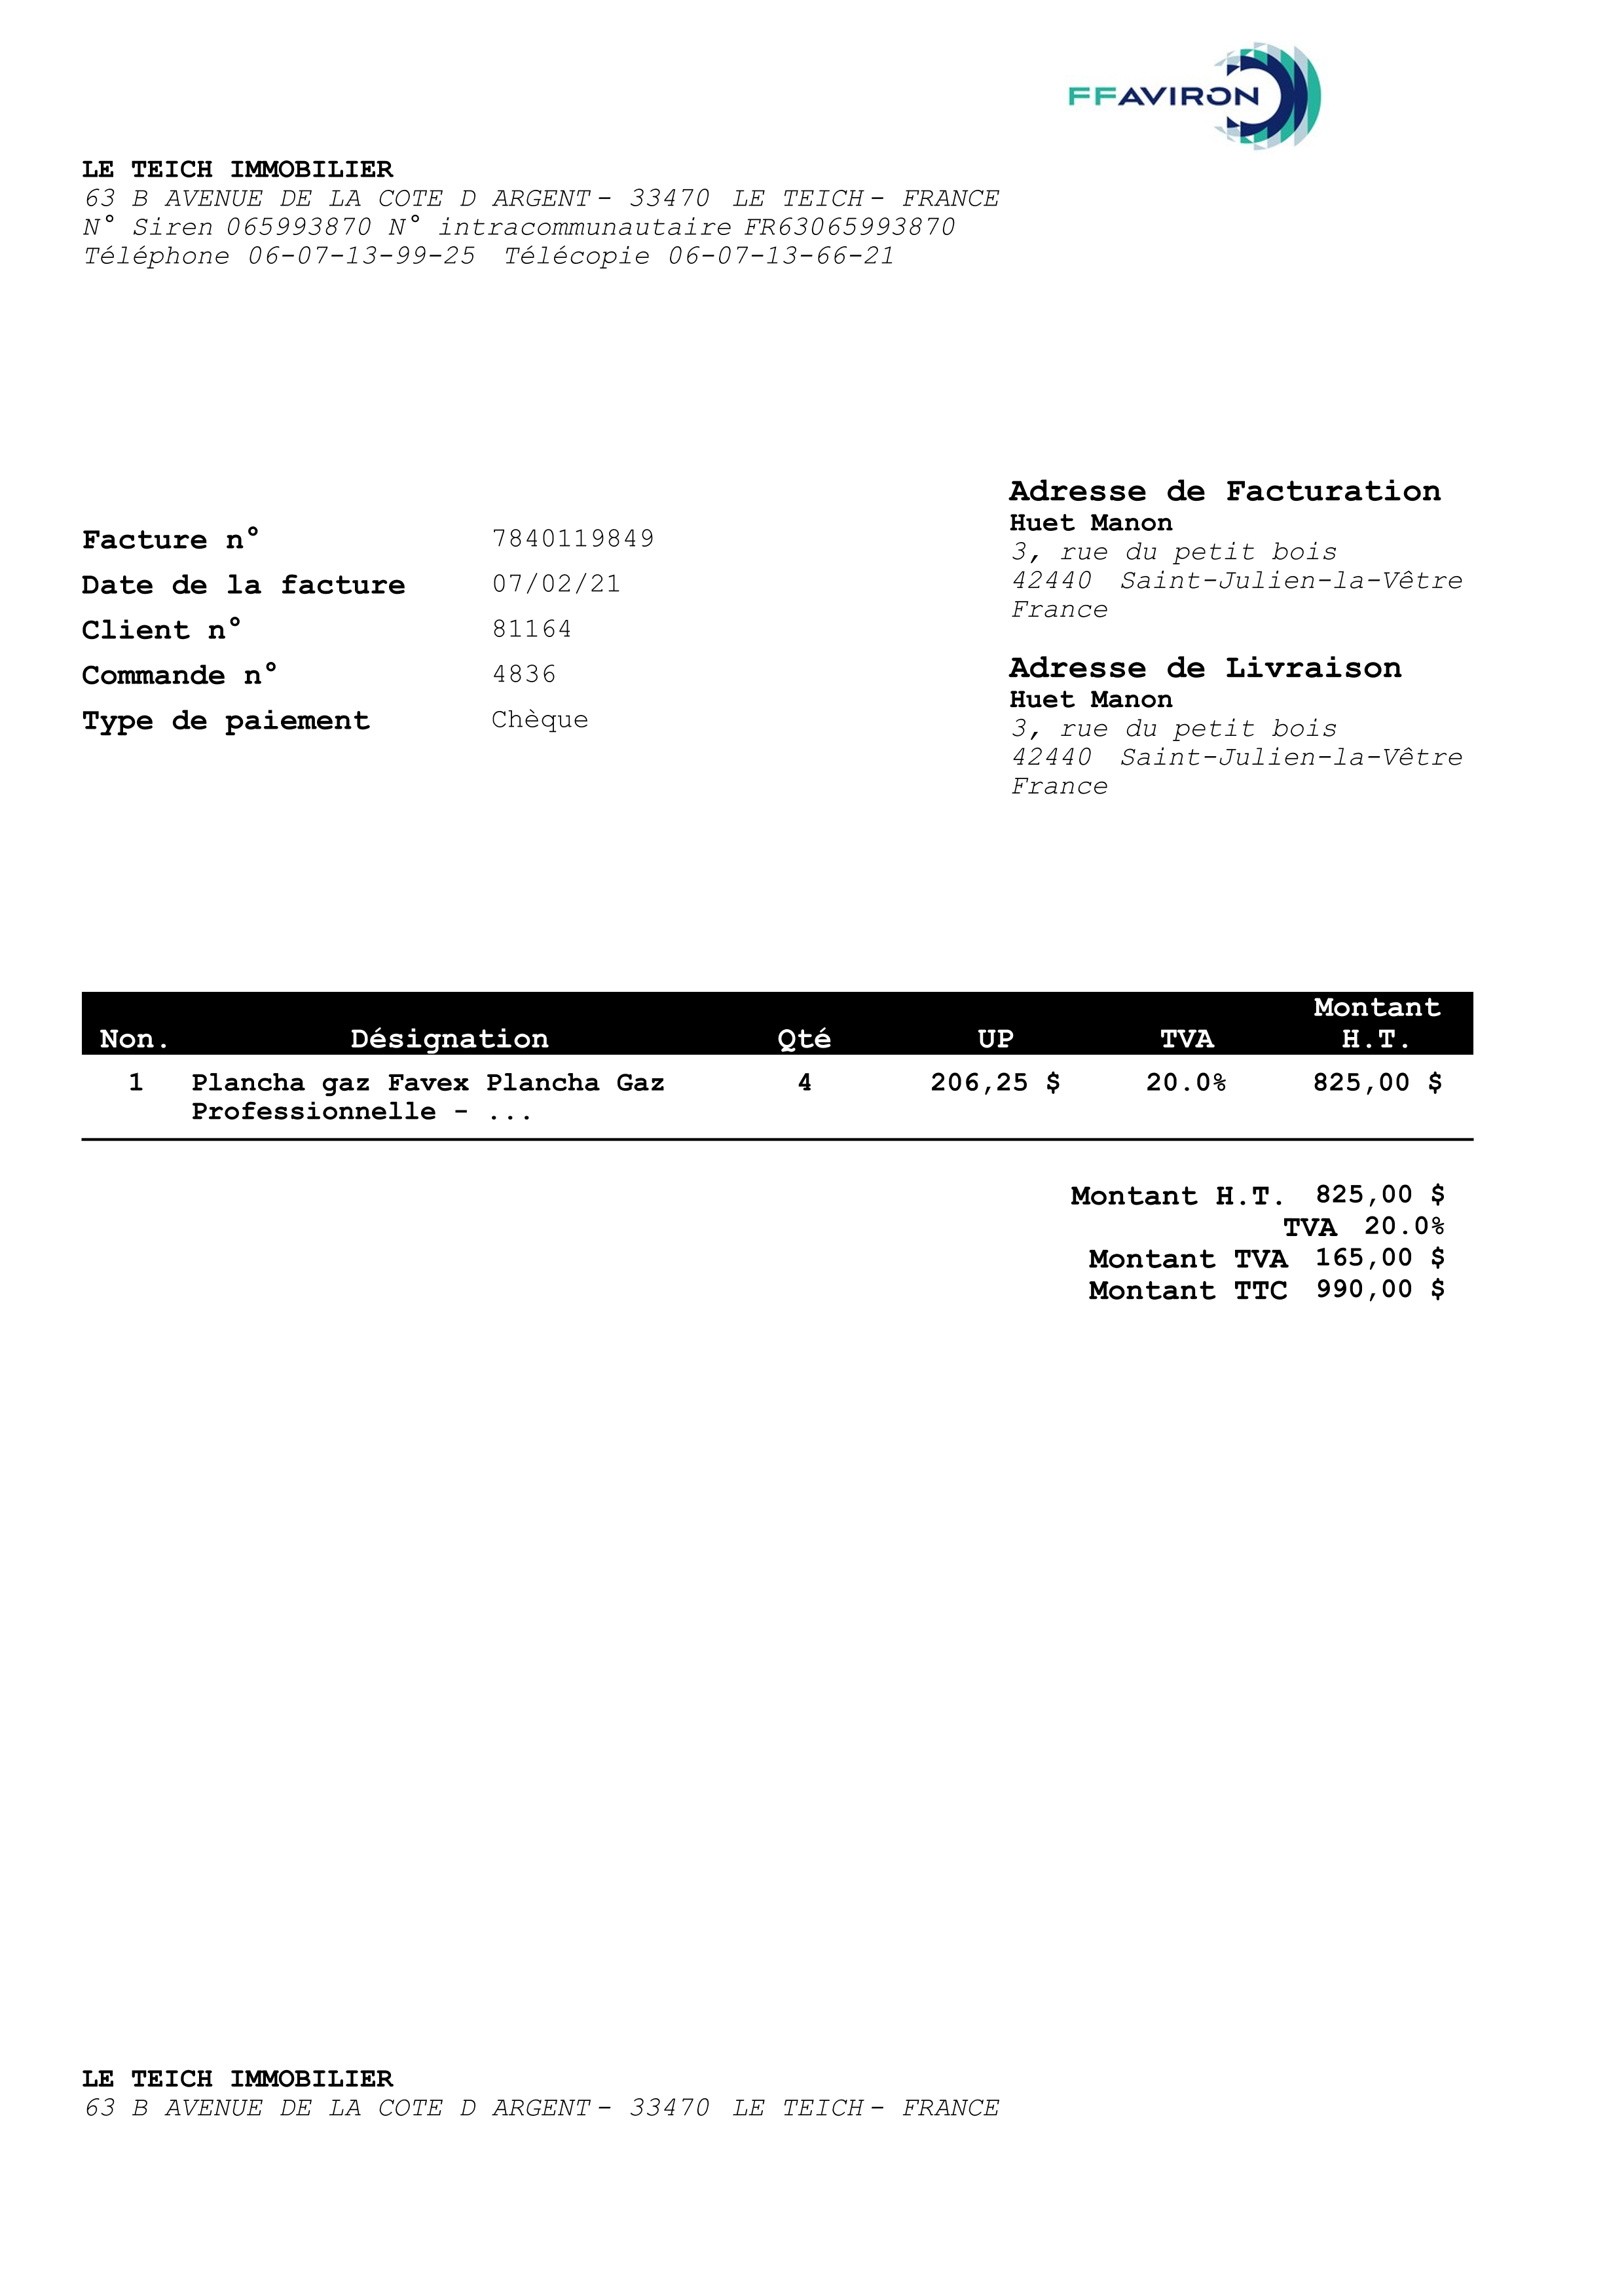 FFAVIRON
LE TEICH IMMOBILIER
63 B AVENUE DE LA COTE D ARGENT - 33470 LE TEICH - FRANCE
N° Siren 065993870 N° intracommunautaire FR63065993870
Téléphone 06-07-13-99-25 Télécopie 06-07-13-66-21
Facture n° 7840119849
Date de la facture 07/02/21
Client n° 81164
Commande n° 4836
Type de paiement Chèque
Adresse de Facturation
Huet Manon
3, rue du petit bois
42440 Saint-Julien-la-Vêtre
France
Adresse de Livraison
Huet Manon
3, rue du petit bois
42440 Saint-Julien-la-Vêtre
France
Non. Désignation Qté UP TVA Montant H.T.
1 Plancha gaz Favex Plancha Gaz 4 206,25 $ 20.0% 825,00 $
Professionnelle - ...
Montant H.T. 825,00 $
TVA 20.0%
Montant TVA 165,00 $
Montant TTC 990,00 $
LE TEICH IMMOBILIER
63 B AVENUE DE LA COTE D ARGENT - 33470 LE TEICH - FRANCE